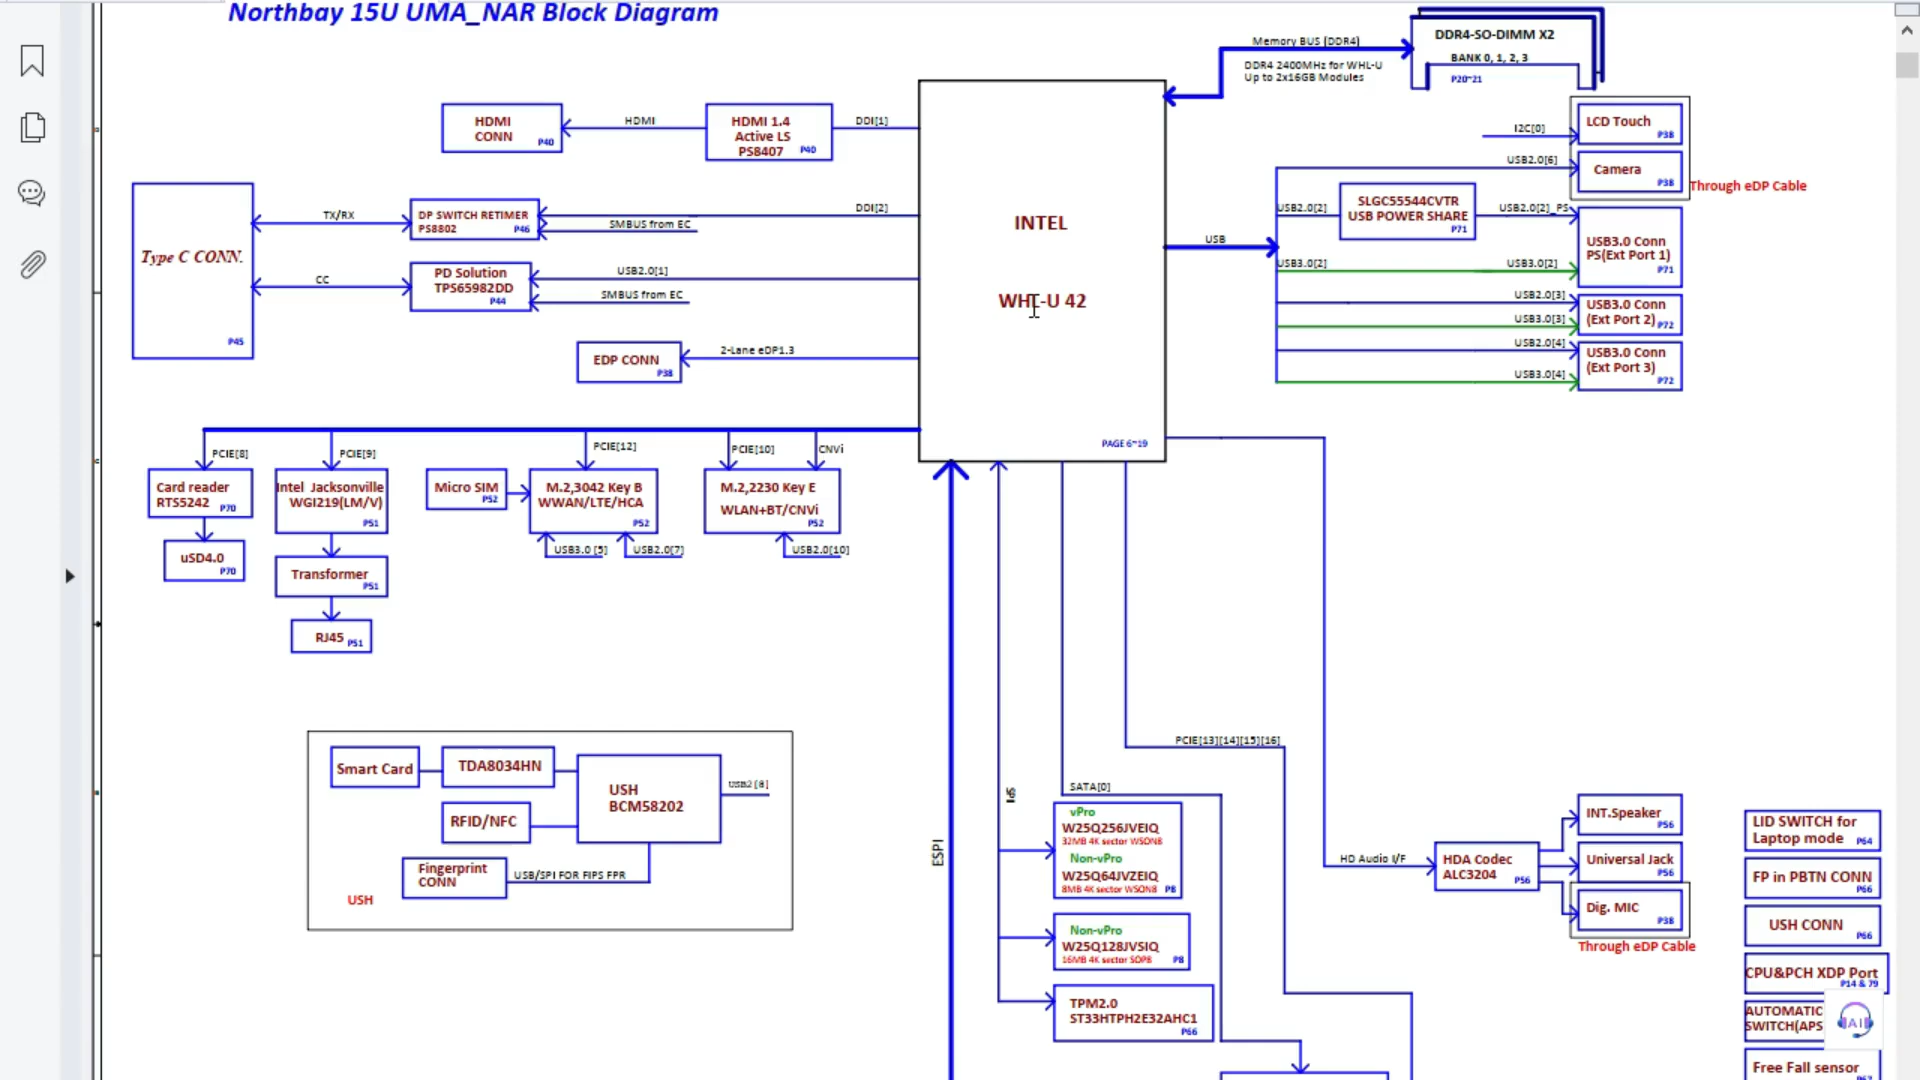 Northbay 15U UMA_NAR Block Diagram
Memory BUS (DDR4)
DDR4 2400MHz for WHL-U
Up to 2x16GB Modules
DDR4-SO-DIMM X2
BANK 0, 1, 2, 3
P20~21
HDMI
CONN
P40
HDMI
HDMI 1.4
Active LS
PS8407
P40
DDI[1]
I2C[0]
LCD Touch
P38
USB2.0[6]
Camera
P38
Through eDP Cable
Type C CONN.
P45
TX/RX
DP SWITCH RETIMER
PS8802
P46
DDI[2]
SMBUS from EC
CC
PD Solution
TPS65982DD
P44
USB2.0[1]
SMBUS from EC
INTEL
WHL-U 42
PAGE 6~19
USB
USB2.0[2]
SLGC55544CVTR
USB POWER SHARE
P71
USB2.0[2]_PS
USB3.0[2]
USB3.0[2]
USB3.0 Conn
PS(Ext Port 1)
P71
USB2.0[3]
USB3.0[3]
USB3.0 Conn
(Ext Port 2)
P72
USB2.0[4]
USB3.0[4]
USB3.0 Conn
(Ext Port 3)
P72
EDP CONN
P38
2-Lane eDP1.3
PCIE[8]
PCIE[9]
PCIE[12]
PCIE[10]
CNVi
Card reader
RTS5242
P70
uSD4.0
P70
Intel Jacksonville
WGI219(LM/V)
P51
Transformer
P51
RJ45
P51
Micro SIM
P52
M.2,3042 Key B
WWAN/LTE/HCA
P52
USB3.0 [5]
USB2.0[7]
M.2,2230 Key E
WLAN+BT/CNVi
P52
USB2.0[10]
Smart Card
TDA8034HN
RFID/NFC
USH
BCM58202
USB2[8]
Fingerprint
CONN
USB/SPI FOR FIPS FPR
USH
ESPI
SPI
PCIE[13][14][15][16]
SATA[0]
vPro
W25Q256JVEIQ
32MB 4K sector WSON8
Non-vPro
W25Q64JVZEIQ
8MB 4K sector WSON8
P8
Non-vPro
W25Q128JVSIQ
16MB 4K sector SOP8
P8
TPM2.0
ST33HTPH2E32AHC1
P66
HD Audio I/F
HDA Codec
ALC3204
P56
INT.Speaker
P56
Universal Jack
P56
Dig. MIC
P38
Through eDP Cable
LID SWITCH for
Laptop mode
P64
FP in PBTN CONN
P66
USH CONN
P66
CPU&PCH XDP Port
P14 & 79
AUTOMATIC
SWITCH(APS
Free Fall sensor
AI